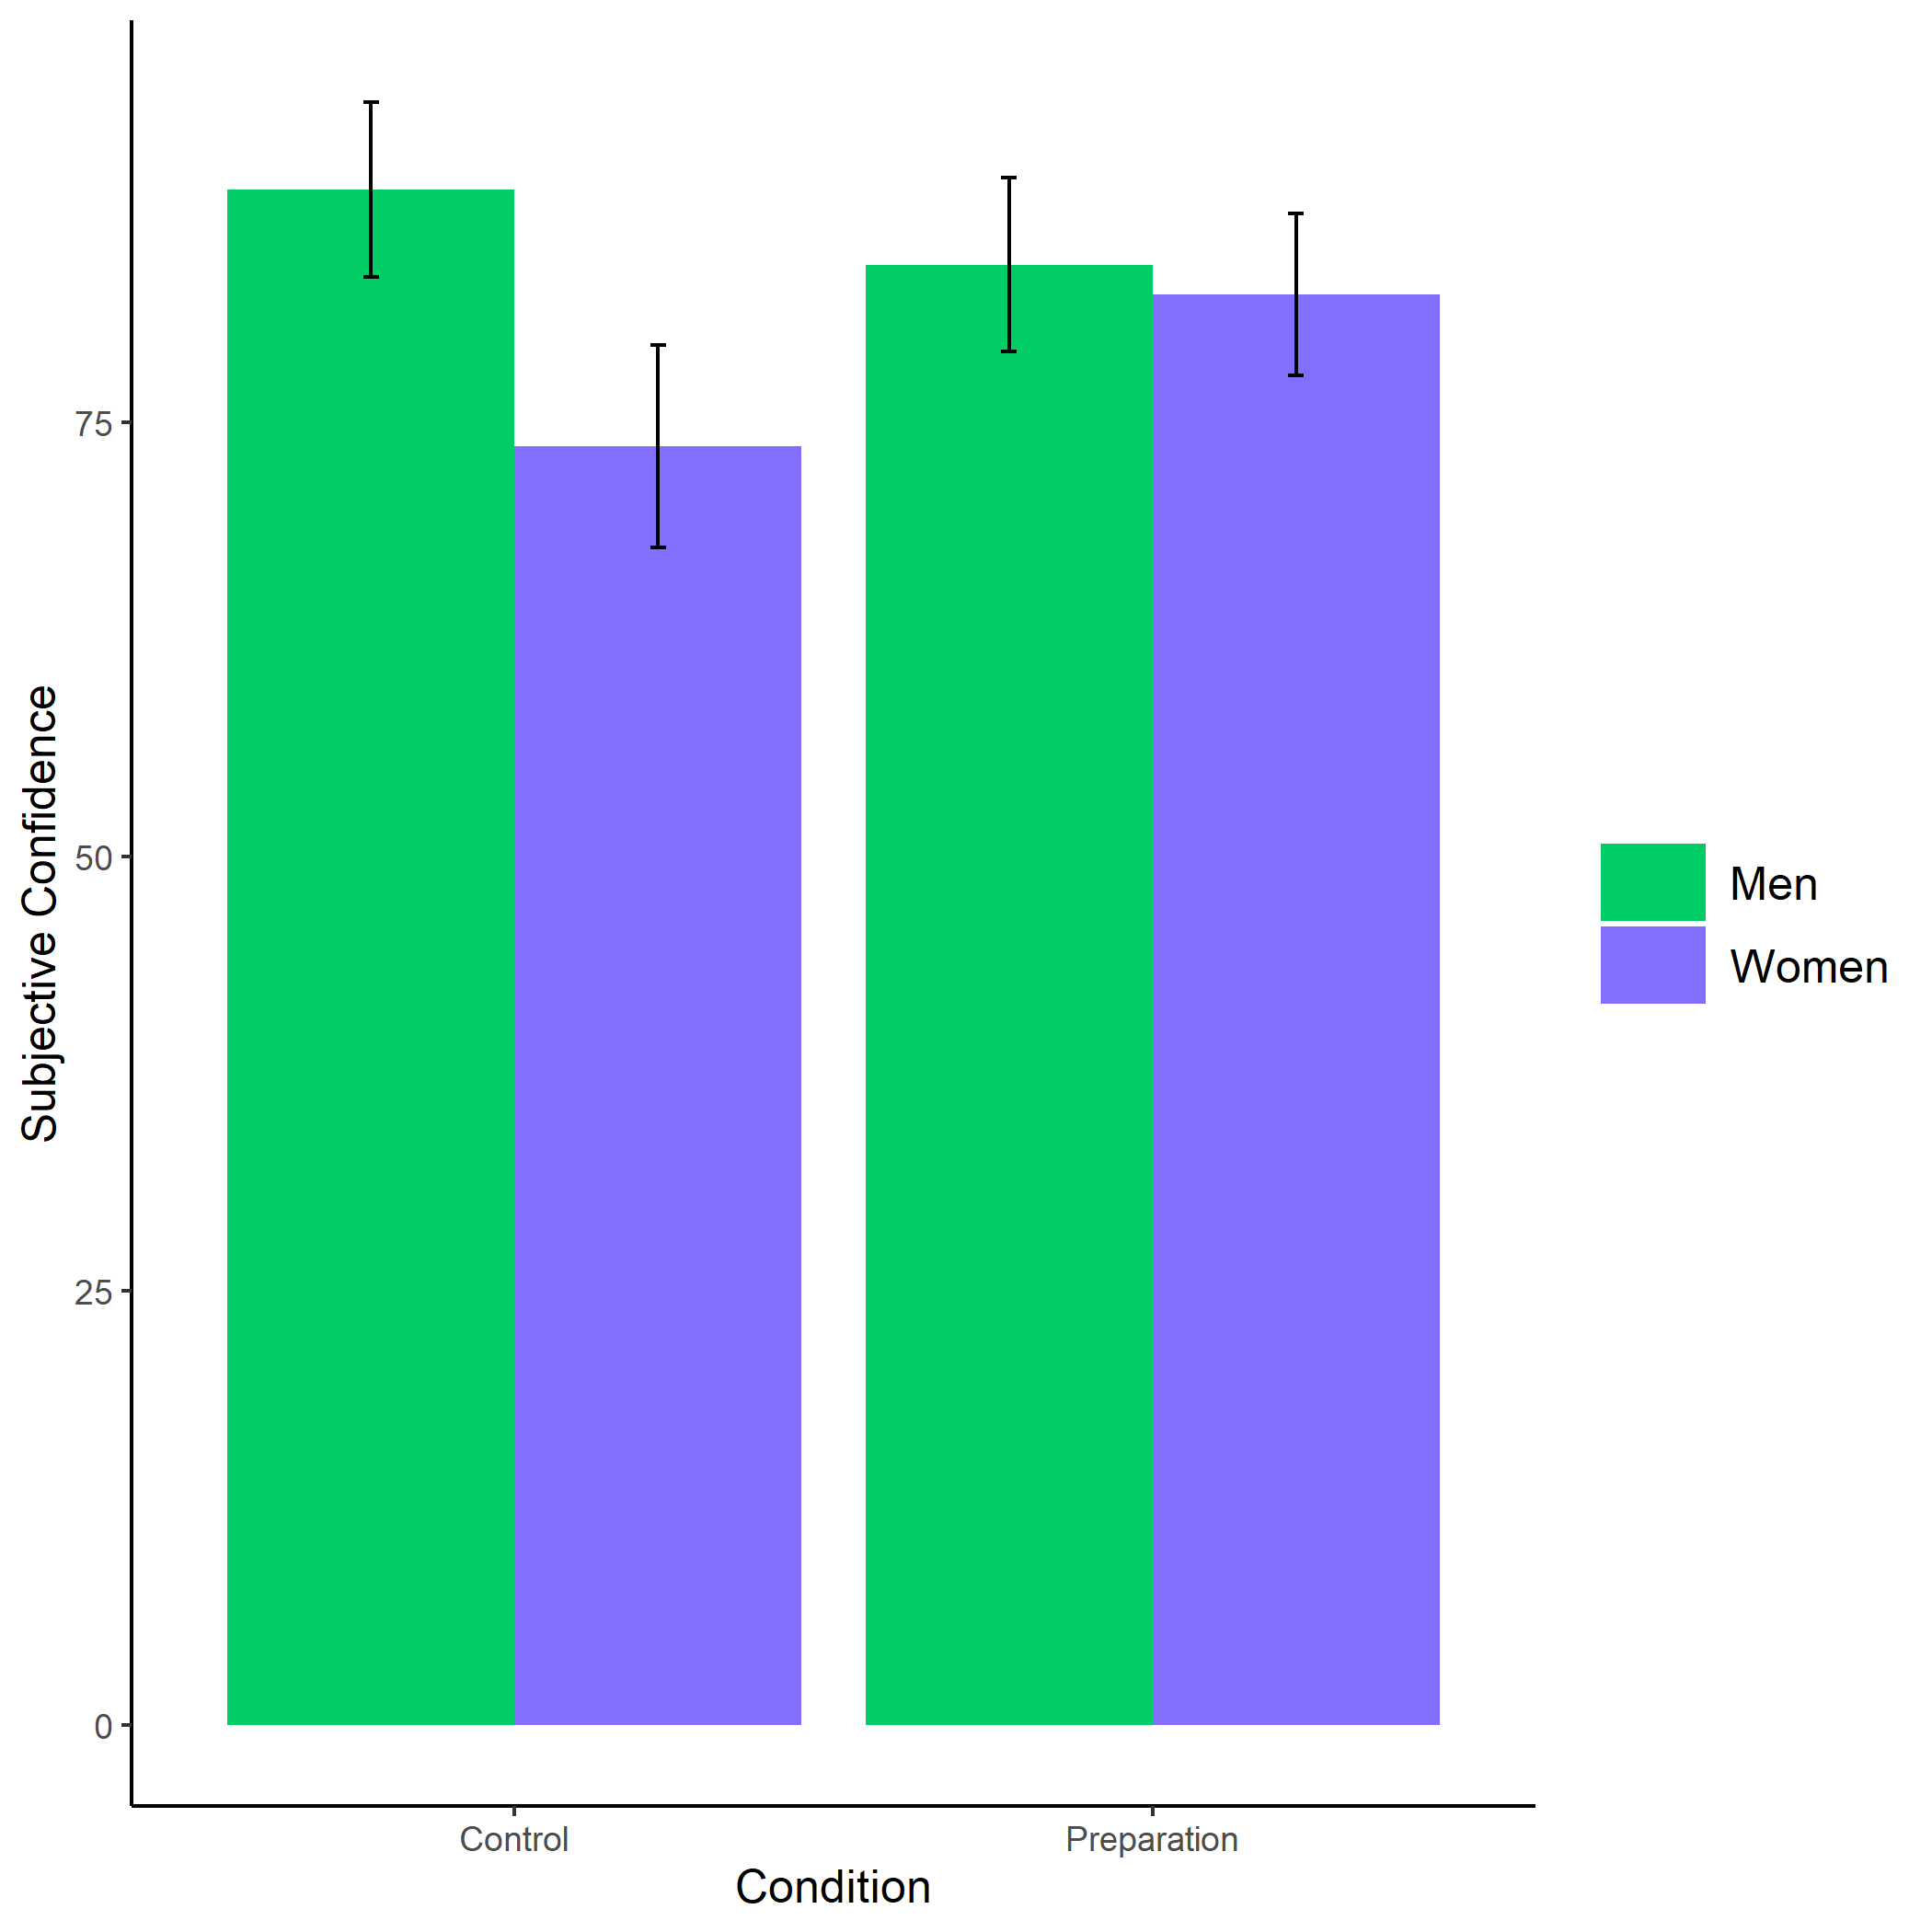 Subjective Confidence
75
50
25
0
Control
Preparation
Condition
Men
Women